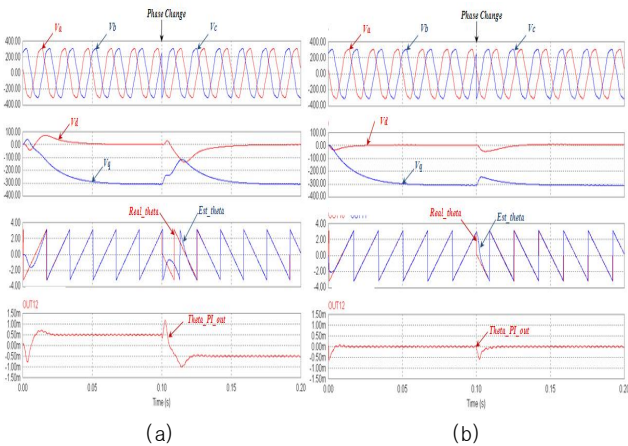 Phase Change
Va
Vb
Vc
400.00
200.00
0.00
-200.00
-400.00
Vd
100.00
0.00
-100.00
-200.00
-300.00
-400.00
Vq
Real_theta
Est_theta
4.00
2.00
0.00
-2.00
-4.00
OUT12
1.50m
1.00m
0.50m
0.00m
-0.50m
-1.00m
-1.50m
Theta_PI_out
0.00
0.05
0.10
0.15
0.20
Time (s)
(a)
Phase Change
Va
Vb
Vc
400.00
200.00
0.00
-200.00
-400.00
Vd
100.00
0.00
-100.00
-200.00
-300.00
-400.00
Vq
Real_theta
Est_theta
4.00
2.00
0.00
-2.00
-4.00
OUT12
1.50m
1.00m
0.50m
0.00m
-0.50m
-1.00m
-1.50m
Theta_PI_out
0.00
0.05
0.10
0.15
0.20
Time (s)
(b)